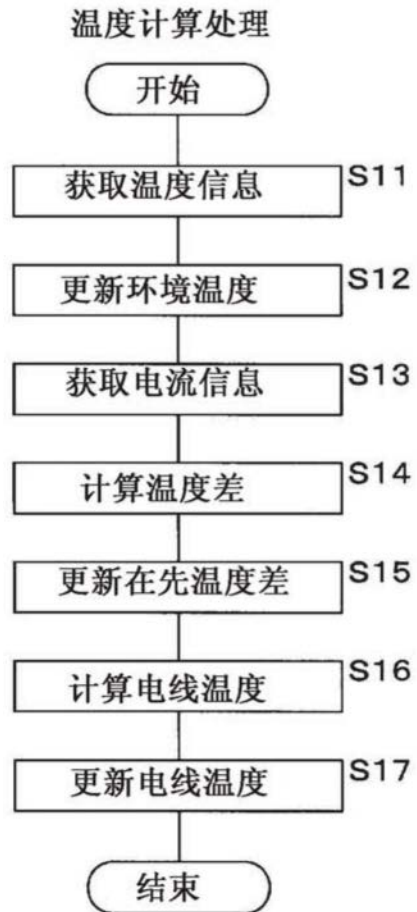 温度计算处理
开始
获取温度信息 S11
更新环境温度 S12
获取电流信息 S13
计算温度差 S14
更新在先温度差 S15
计算电线温度 S16
更新电线温度 S17
结束